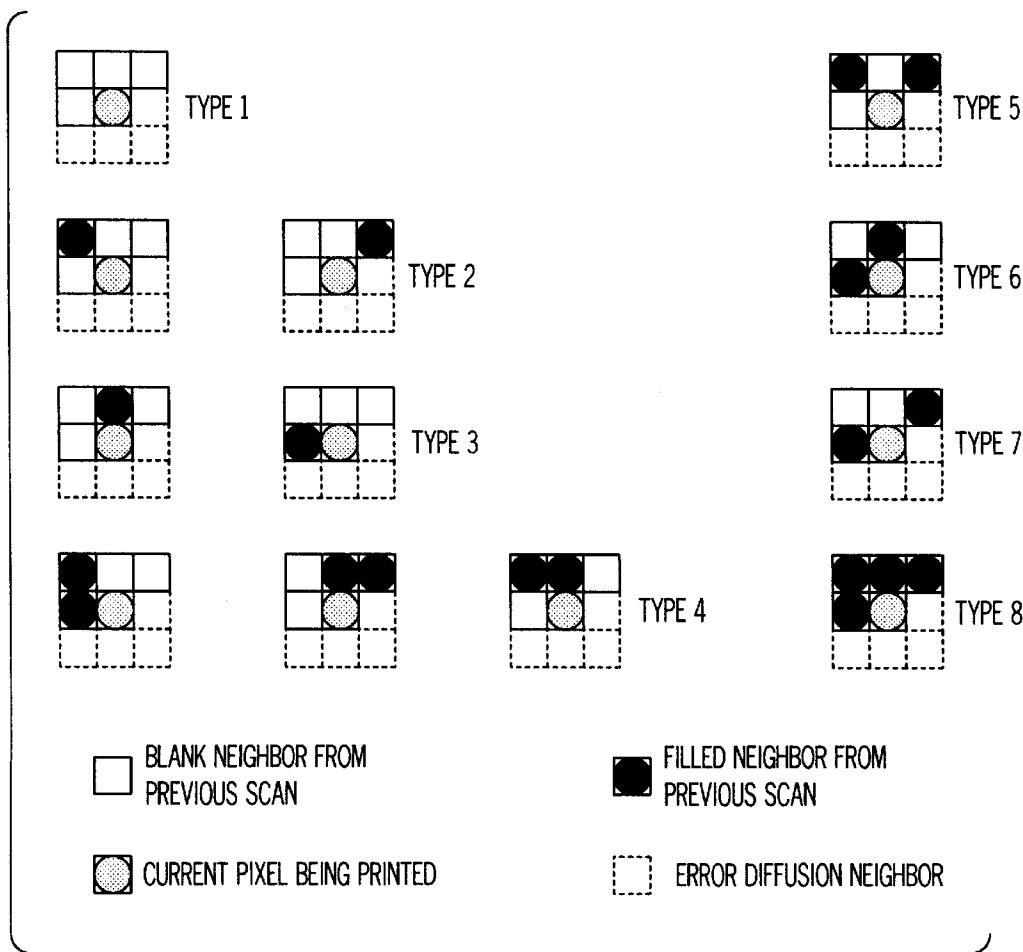 TYPE 1
TYPE 5
TYPE 2
TYPE 6
TYPE 3
TYPE 7
TYPE 4
TYPE 8
BLANK NEIGHBOR FROM
PREVIOUS SCAN
FILLED NEIGHBOR FROM
PREVIOUS SCAN
CURRENT PIXEL BEING PRINTED
ERROR DIFFUSION NEIGHBOR